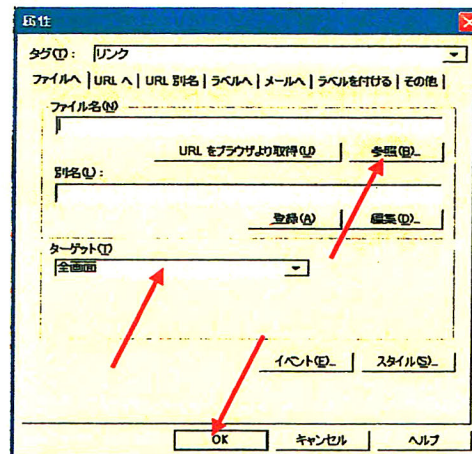 属性
タグ(T): リンク
ファイルへ URL へ URL 別名 ラベルへ メールへ ラベルを付ける その他
ファイル名(N)
URL をブラウザより取得(U) 参照(B)...
別名(L):
登録(A) 編集(D)...
ターゲット(T)
全画面
イベント(E)... スタイル(S)...
OK キャンセル ヘルプ